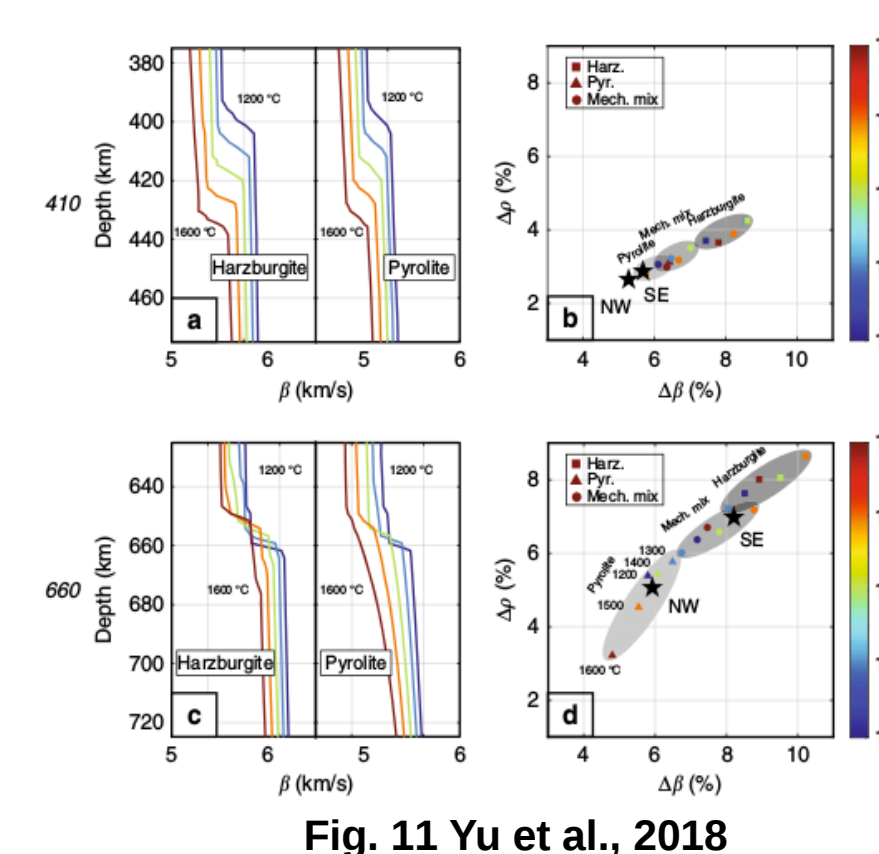 380
400
420
440
460
Depth (km)
410
1200 °C
1600 °C
Harzburgite
a
1200 °C
1600 °C
Pyrolite
5
6
5
6
β (km/s)
8
6
4
2
Δρ (%)
Harz.
Pyr.
Mech. mix
Pyrolite
Mech. mix
Harzburgite
NW
SE
b
4
6
8
10
Δβ (%)
640
660
680
700
720
Depth (km)
660
1200 °C
1600 °C
Harzburgite
c
1200 °C
1600 °C
Pyrolite
5
6
5
6
β (km/s)
8
6
4
2
Δρ (%)
Harz.
Pyr.
Mech. mix
Harzburgite
Mech. mix
SE
Pyrolite
1300
1400
1200
1500
1600 °C
NW
d
4
6
8
10
Δβ (%)
Fig. 11 Yu et al., 2018